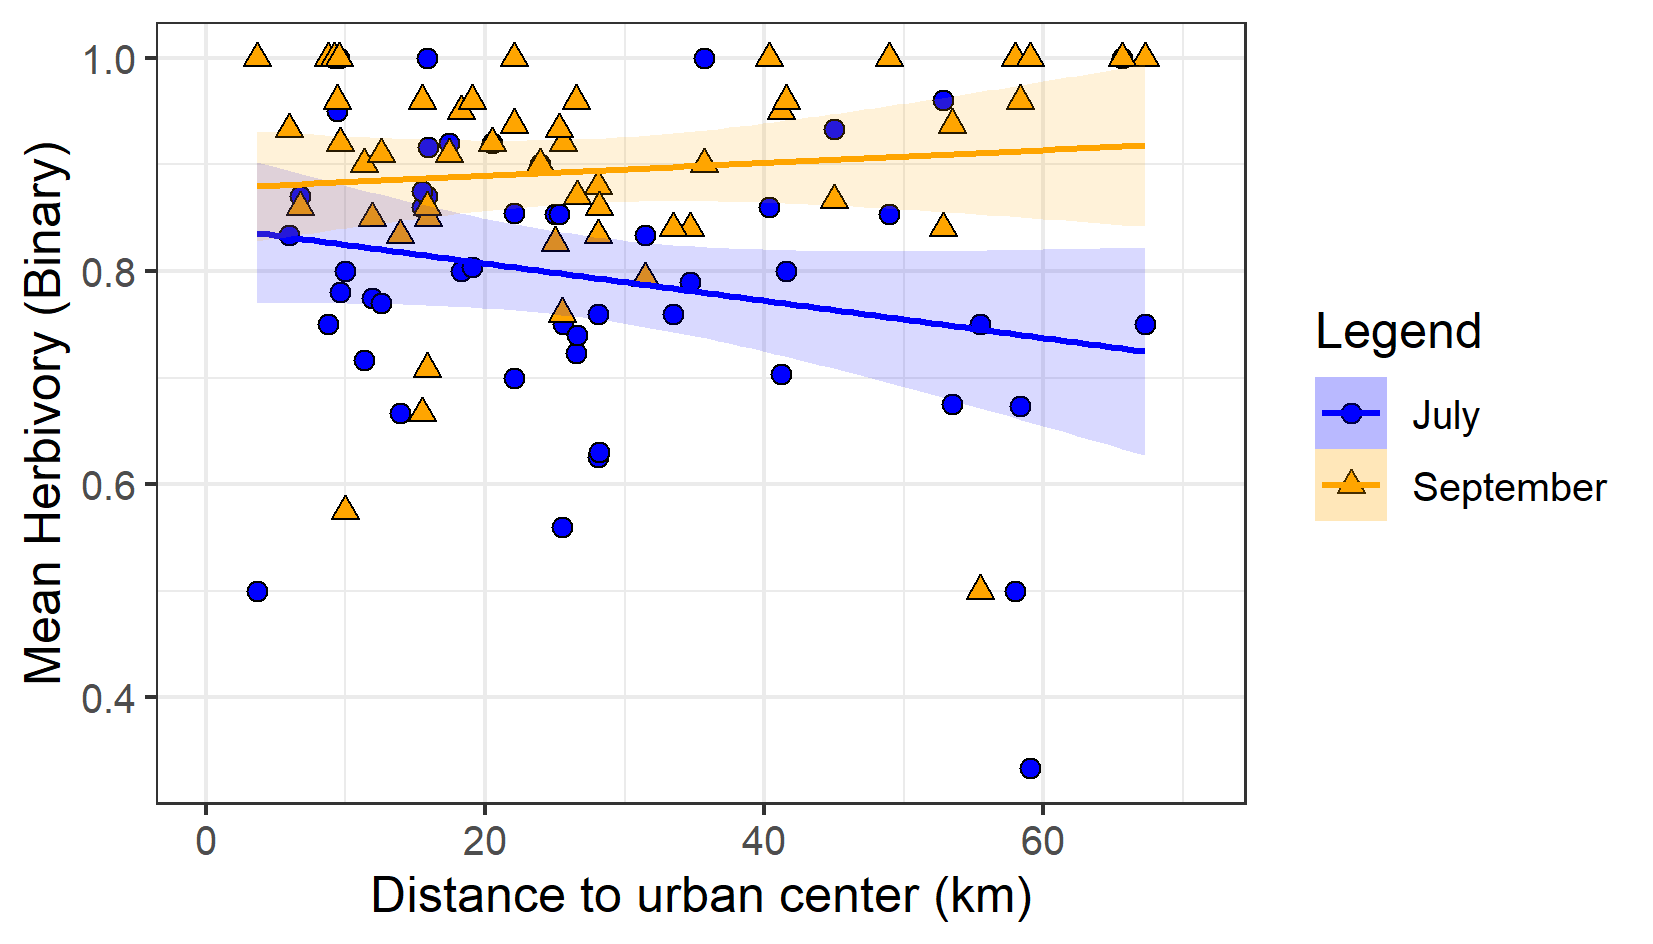 Mean Herbivory (Binary)
1.0
0.8
0.6
0.4
0 20 40 60
Distance to urban center (km)
Legend
July
September